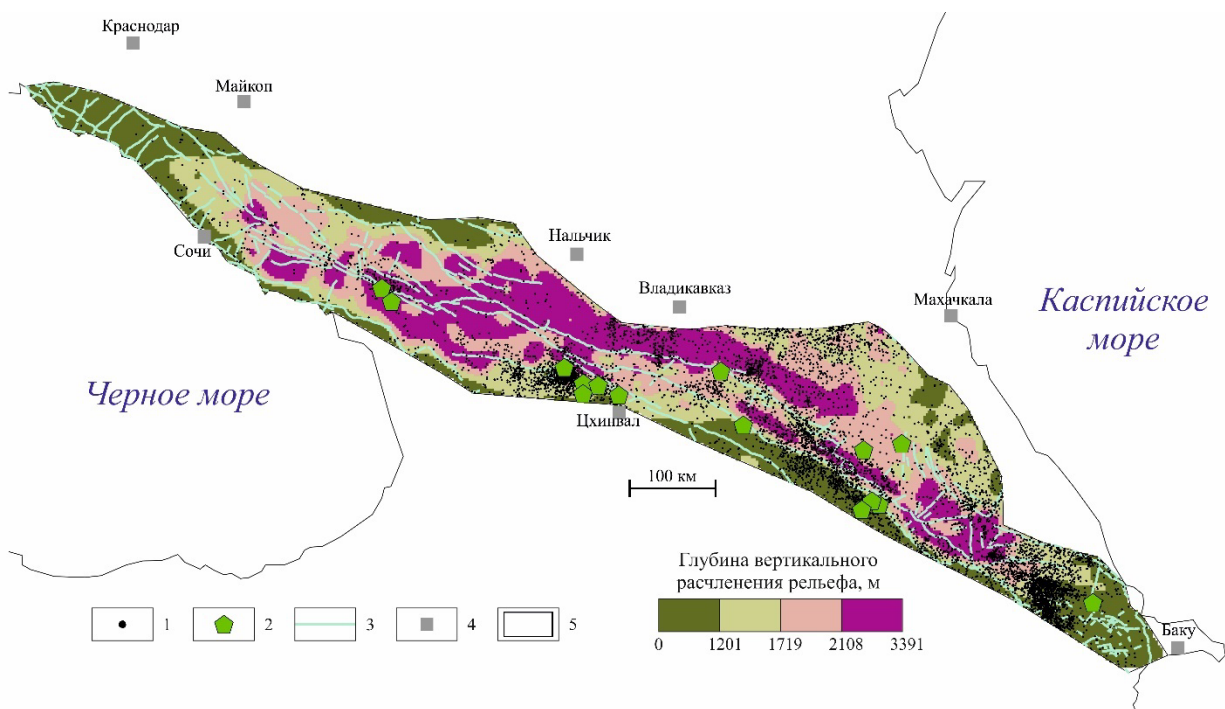 Краснодар
Майкоп
Сочи
Нальчик
Владикавказ
Махачкала
Каспийское
море
Черное море
Цхинвал
100 км
Глубина вертикального
расчленения рельефа, м
0 1201 1719 2108 3391
1 2 3 4 5
Баку